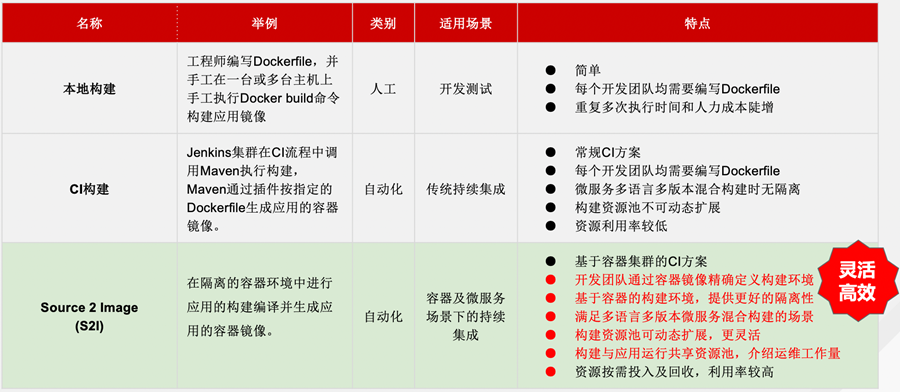 名称 举例 类别 适用场景 特点
本地构建
工程师编写Dockerfile，并
手工在一台或多台主机上
手工执行Docker build命令
构建应用镜像
人工
开发测试
● 简单
● 每个开发团队均需要编写Dockerfile
● 重复多次执行时间和人力成本陡增
CI构建
Jenkins集群在CI流程中调
用Maven执行构建，
Maven通过插件按指定的
Dockerfile生成应用的容器
镜像。
自动化
传统持续集成
● 常规CI方案
● 每个开发团队均需要编写Dockerfile
● 微服务多语言多版本混合构建时无隔离
● 构建资源池不可动态扩展
● 资源利用率较低
Source 2 Image
(S2I)
在隔离的容器环境中进行
应用的构建编译并生成应
用的容器镜像。
自动化
容器及微服务
场景下的持续
集成
● 基于容器集群的CI方案
● 开发团队通过容器镜像精确定义构建环境
● 基于容器的构建环境，提供更好的隔离性
● 满足多语言多版本微服务混合构建的场景
● 构建资源池可动态扩展，更灵活
● 构建与应用运行共享资源池，介绍运维工作量
● 资源按需投入及回收，利用率较高
灵活
高效